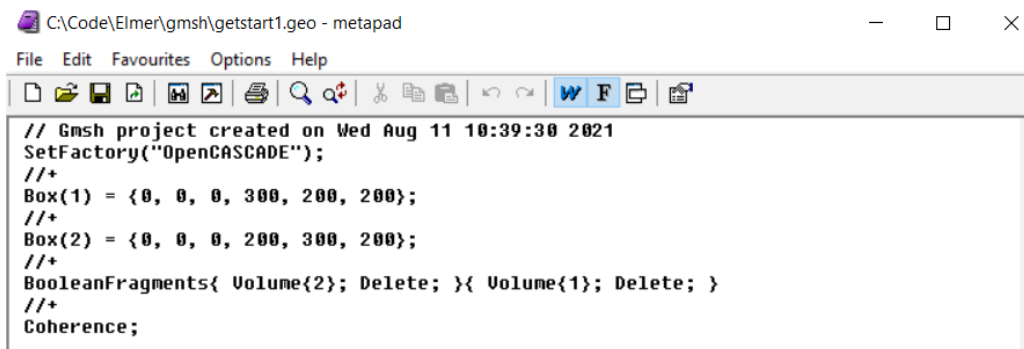 C:\Code\Elmer\gmsh\getstart1.geo - metapad
File Edit Favourites Options Help
W F
// Gmsh project created on Wed Aug 11 10:39:30 2021
SetFactory("OpenCASCADE");
//+
Box(1) = {0, 0, 0, 300, 200, 200};
//+
Box(2) = {0, 0, 0, 200, 300, 200};
//+
BooleanFragments{ Volume{2}; Delete; }{ Volume{1}; Delete; }
//+
Coherence;